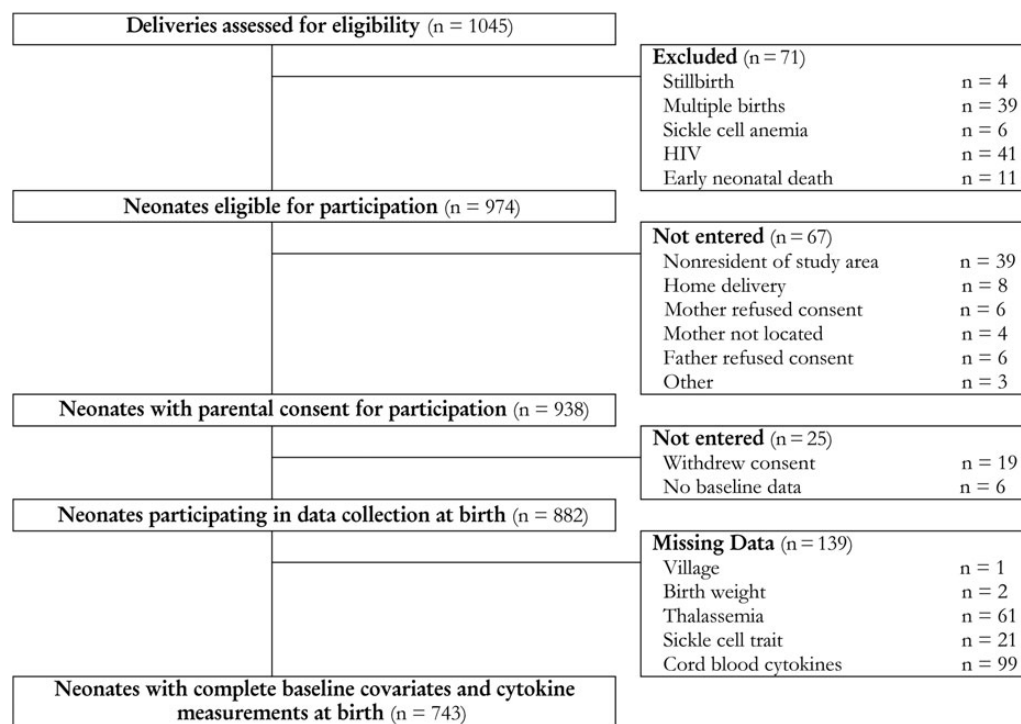 Deliveries assessed for eligibility (n = 1045)
Excluded (n = 71)
Stillbirth n = 4
Multiple births n = 39
Sickle cell anemia n = 6
HIV n = 41
Early neonatal death n = 11
Neonates eligible for participation (n = 974)
Not entered (n = 67)
Nonresident of study area n = 39
Home delivery n = 8
Mother refused consent n = 6
Mother not located n = 4
Father refused consent n = 6
Other n = 3
Neonates with parental consent for participation (n = 938)
Not entered (n = 25)
Withdrew consent n = 19
No baseline data n = 6
Neonates participating in data collection at birth (n = 882)
Missing Data (n = 139)
Village n = 1
Birth weight n = 2
Thalassemia n = 61
Sickle cell trait n = 21
Cord blood cytokines n = 99
Neonates with complete baseline covariates and cytokine
measurements at birth (n = 743)